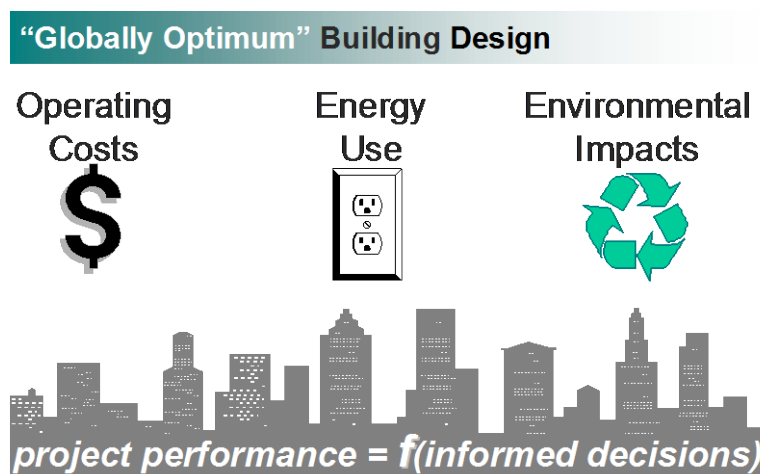 “Globally Optimum” Building Design
Operating Energy Environmental
Costs Use Impacts
$
project performance = f(informed decisions)